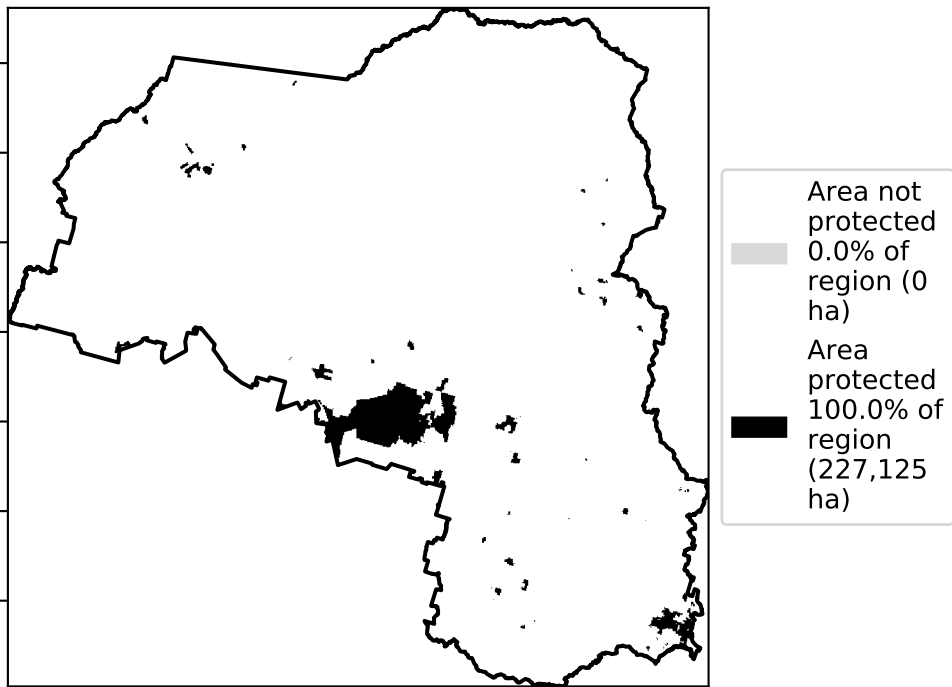 Area not
protected
0.0% of
region (0
ha)
Area
protected
100.0% of
region
(227,125
ha)